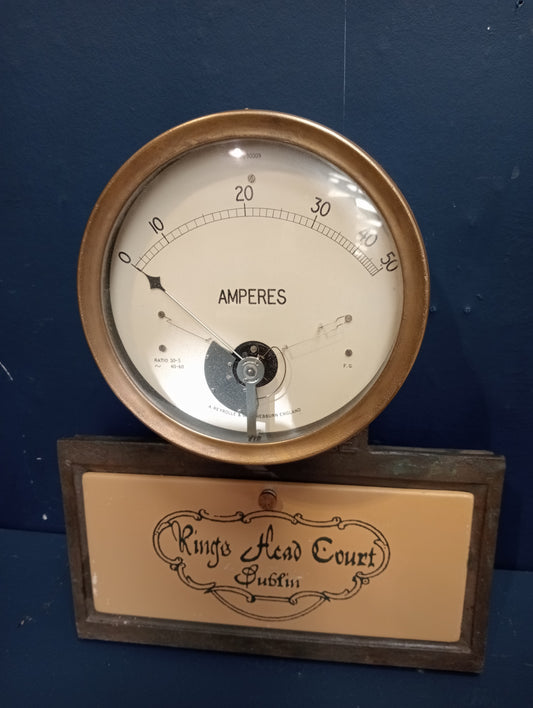 0 10 20 30 40 50
AMPERES
RATIO 50-5
~ 40-60
P.G.
A. REYROLLE & HEBBURN ENGLAND
Kings Head Court
Dublin